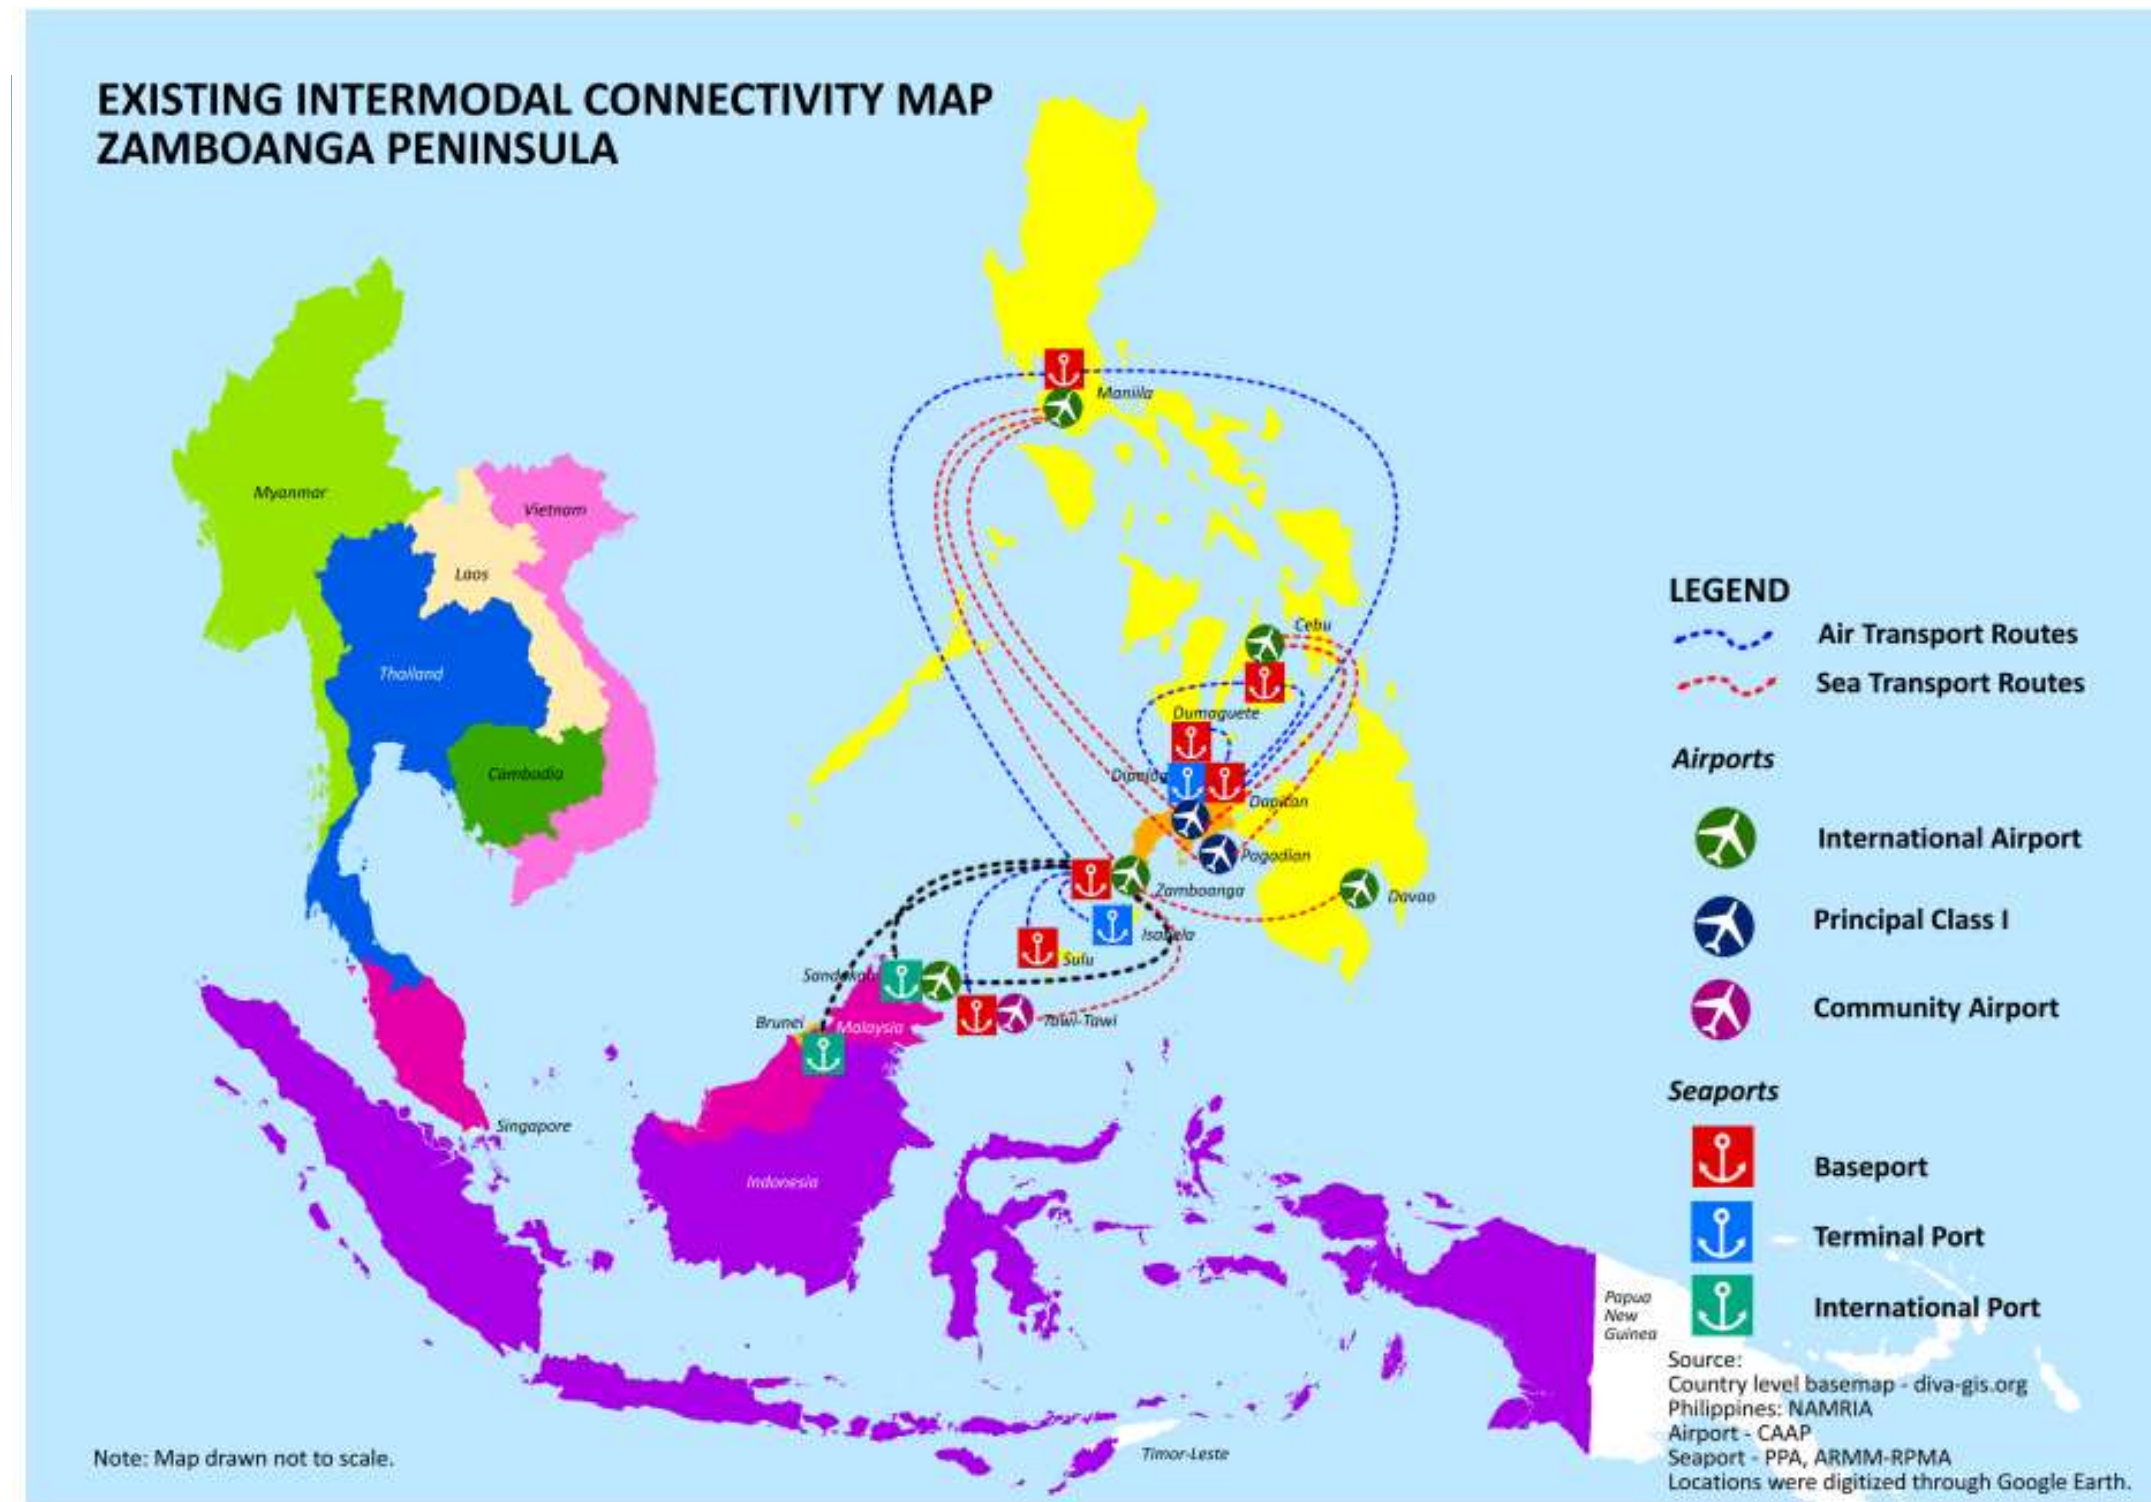 EXISTING INTERMODAL CONNECTIVITY MAP
ZAMBOANGA PENINSULA
Maniila
Myanmar
Vietnam
Laos
Thailand
Cambodia
Cebu
Dumaguete
Dipolog
Dapitan
Pagadian
Zamboanga
Davao
Isabela
Sulu
Sandakan
Tawi-Tawi
Brunei
Malaysia
Singapore
Indonesia
Papua
New
Guinea
Timor-Leste
LEGEND
Air Transport Routes
Sea Transport Routes
Airports
International Airport
Principal Class I
Community Airport
Seaports
Baseport
Terminal Port
International Port
Source:
Country level basemap - diva-gis.org
Philippines: NAMRIA
Airport - CAAP
Seaport - PPA, ARMM-RPMA
Locations were digitized through Google Earth.
Note: Map drawn not to scale.